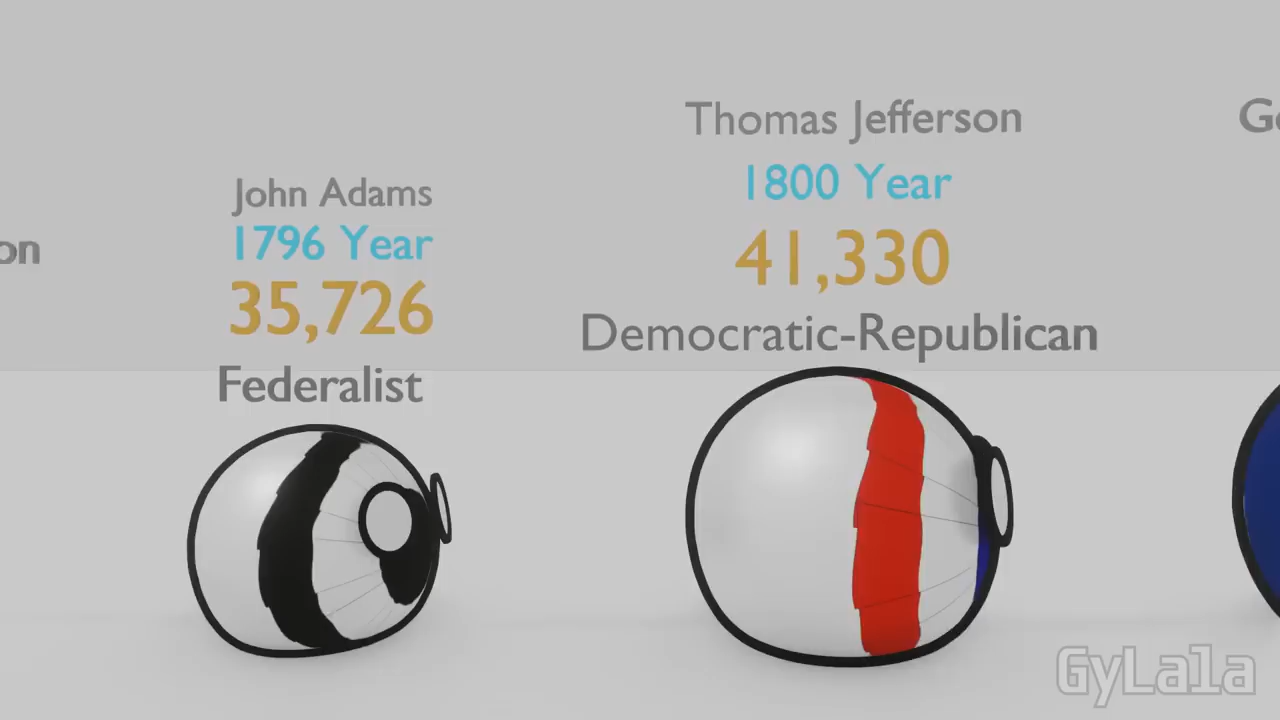 on
John Adams
1796 Year
35,726
Federalist
Thomas Jefferson
1800 Year
41,330
Democratic-Republican
GyLala